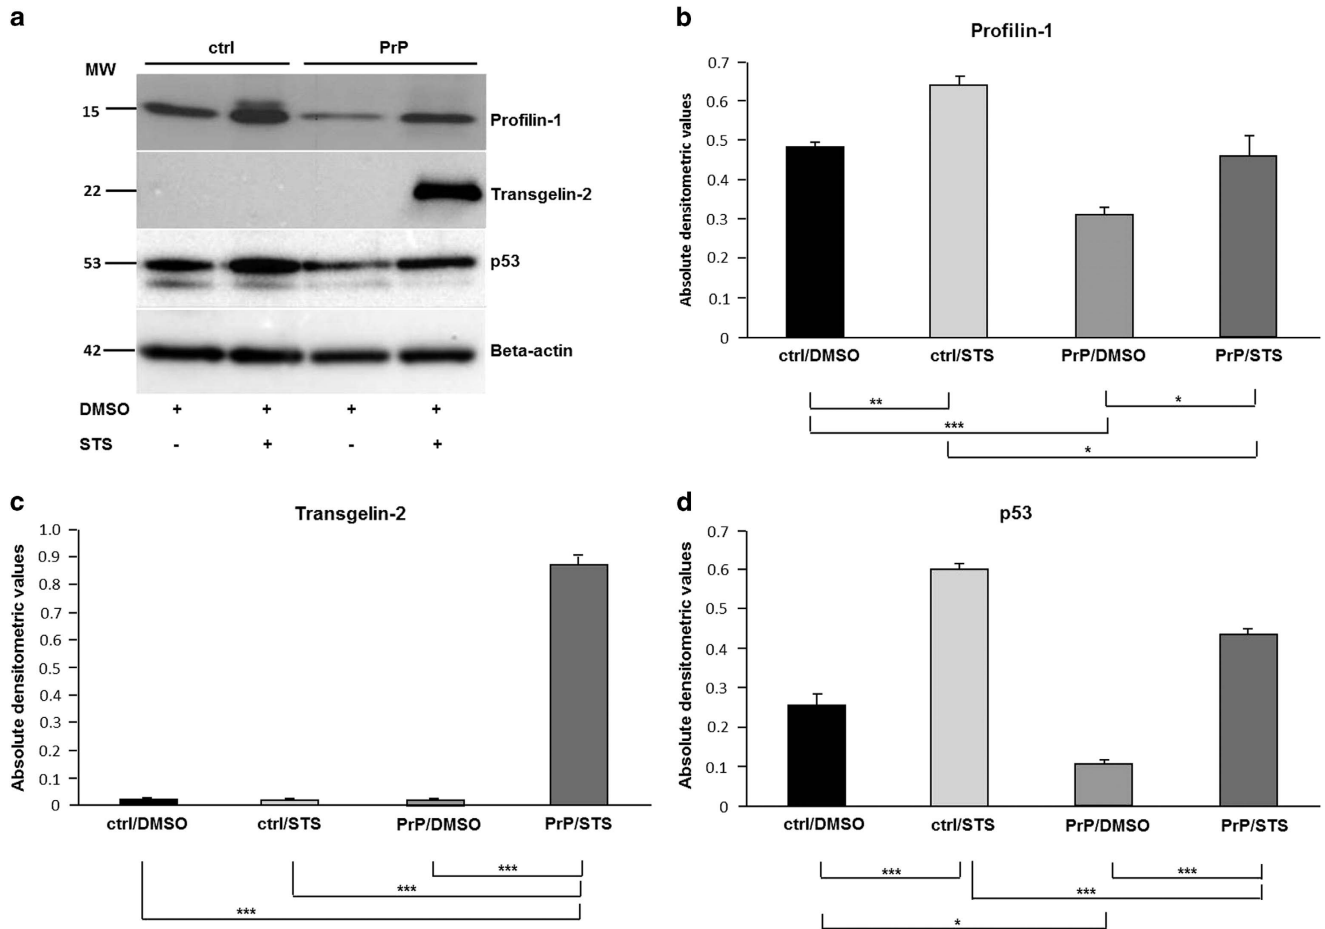 a
ctrl PrP
MW
15 Profilin-1
22 Transgelin-2
53 p53
42 Beta-actin
DMSO + + + +
STS - + - +
b
Profilin-1
Absolute densitometric values
0.7
0.6
0.5
0.4
0.3
0.2
0.1
0
ctrl/DMSO ctrl/STS PrP/DMSO PrP/STS
** *
***
*
c
Transgelin-2
Absolute densitometric values
1.0
0.9
0.8
0.7
0.6
0.5
0.4
0.3
0.2
0.1
0
ctrl/DMSO ctrl/STS PrP/DMSO PrP/STS
***
***
***
d
p53
Absolute densitometric values
0.7
0.6
0.5
0.4
0.3
0.2
0.1
0
ctrl/DMSO ctrl/STS PrP/DMSO PrP/STS
*** ***
***
*